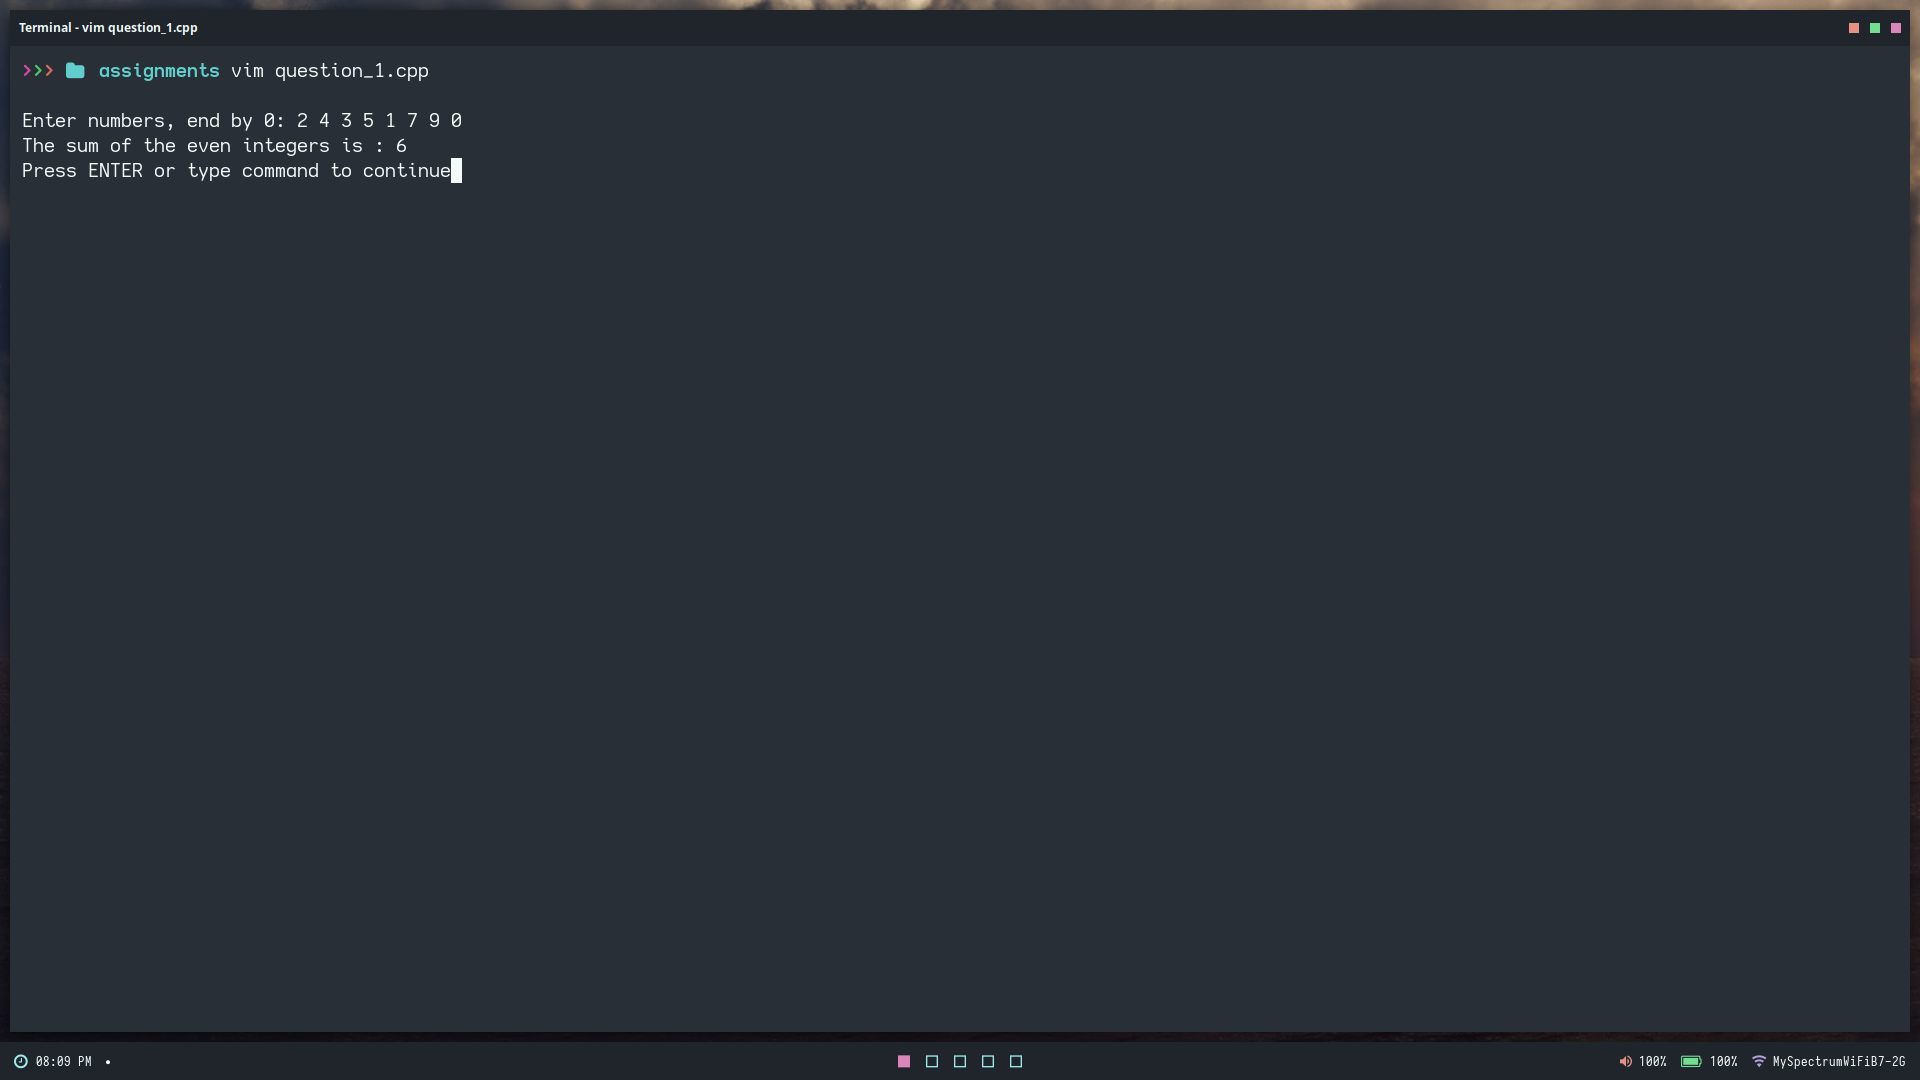 Terminal - vim question_1.cpp
>>> assignments vim question_1.cpp
Enter numbers, end by 0: 2 4 3 5 1 7 9 0
The sum of the even integers is : 6
Press ENTER or type command to continue
08:09 PM
100% 100% MySpectrumWiFiB7-2G